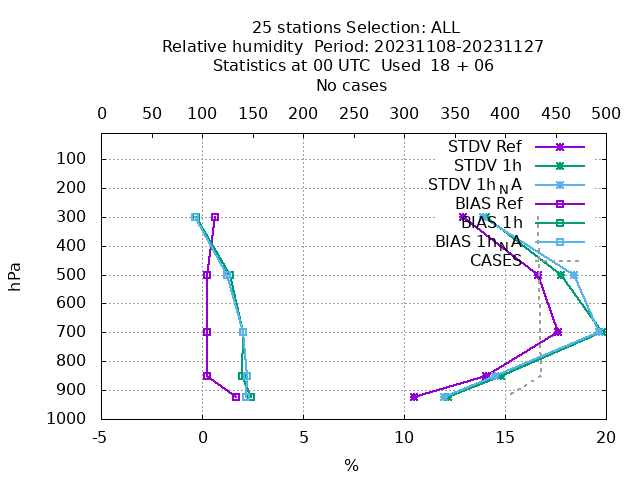 25 stations Selection: ALL
Relative humidity  Period: 20231108-20231127
Statistics at 00 UTC  Used  18 + 06
No cases
0 50 100 150 200 250 300 350 400 450 500
STDV Ref
STDV 1h
STDV 1h_NA
BIAS Ref
BIAS 1h
BIAS 1h_NA
CASES
100
200
300
400
500
600
700
800
900
1000
hPa
-5 0 5 10 15 20
%